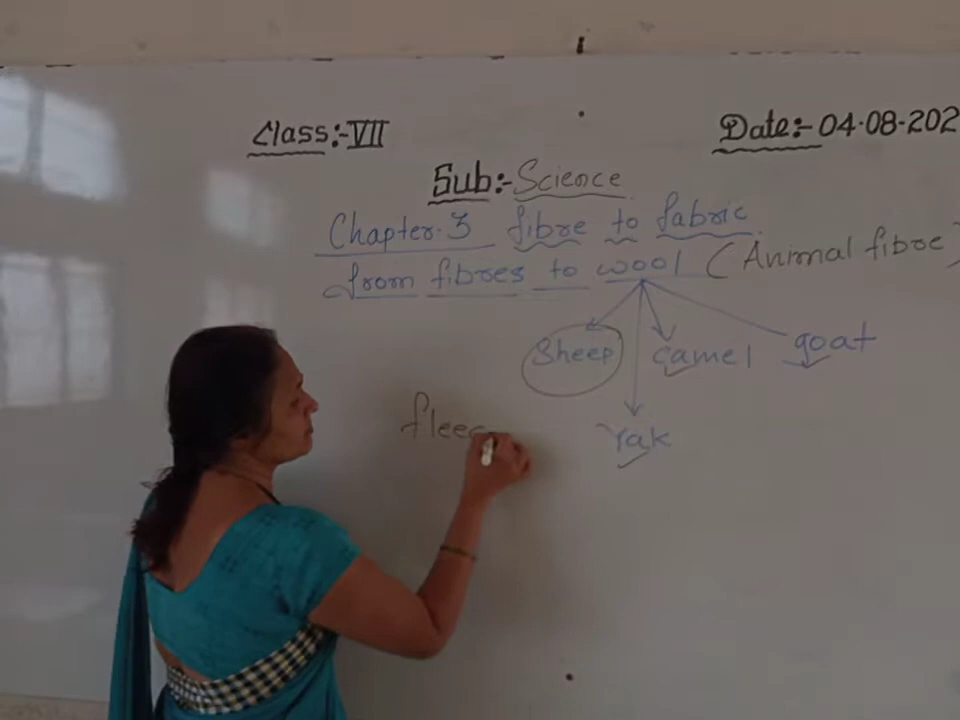 Class:-VII
Date:- 04-08-202
Sub:- Science
Chapter.3 fibre to fabric
from fibres to wool (Animal fibre)
Sheep camel goat
Yak
fleec